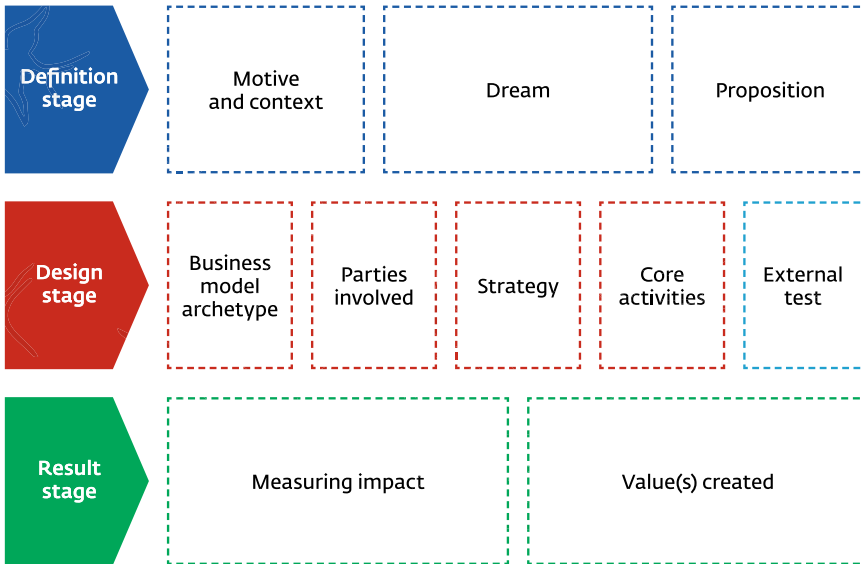 Definition
stage
Motive
and context
Dream
Proposition
Design
stage
Business
model
archetype
Parties
involved
Strategy
Core
activities
External
test
Result
stage
Measuring impact
Value(s) created